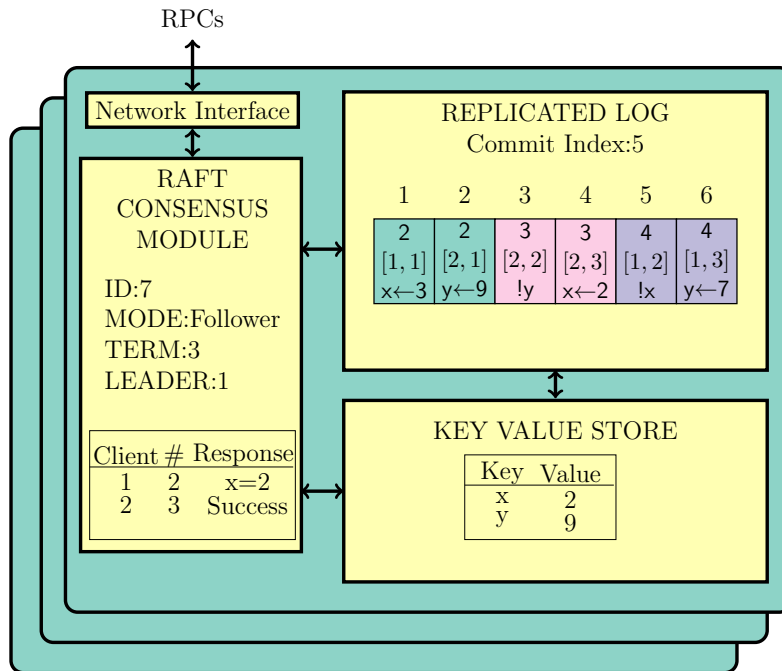 RPCs
Network Interface
RAFT
CONSENSUS
MODULE
ID:7
MODE:Follower
TERM:3
LEADER:1
Client # Response
1 2 x=2
2 3 Success
REPLICATED LOG
Commit Index:5
1 2 3 4 5 6
2 2 3 3 4 4
[1, 1] [2, 1] [2, 2] [2, 3] [1, 2] [1, 3]
x←3 y←9 !y x←2 !x y←7
KEY VALUE STORE
Key Value
x 2
y 9